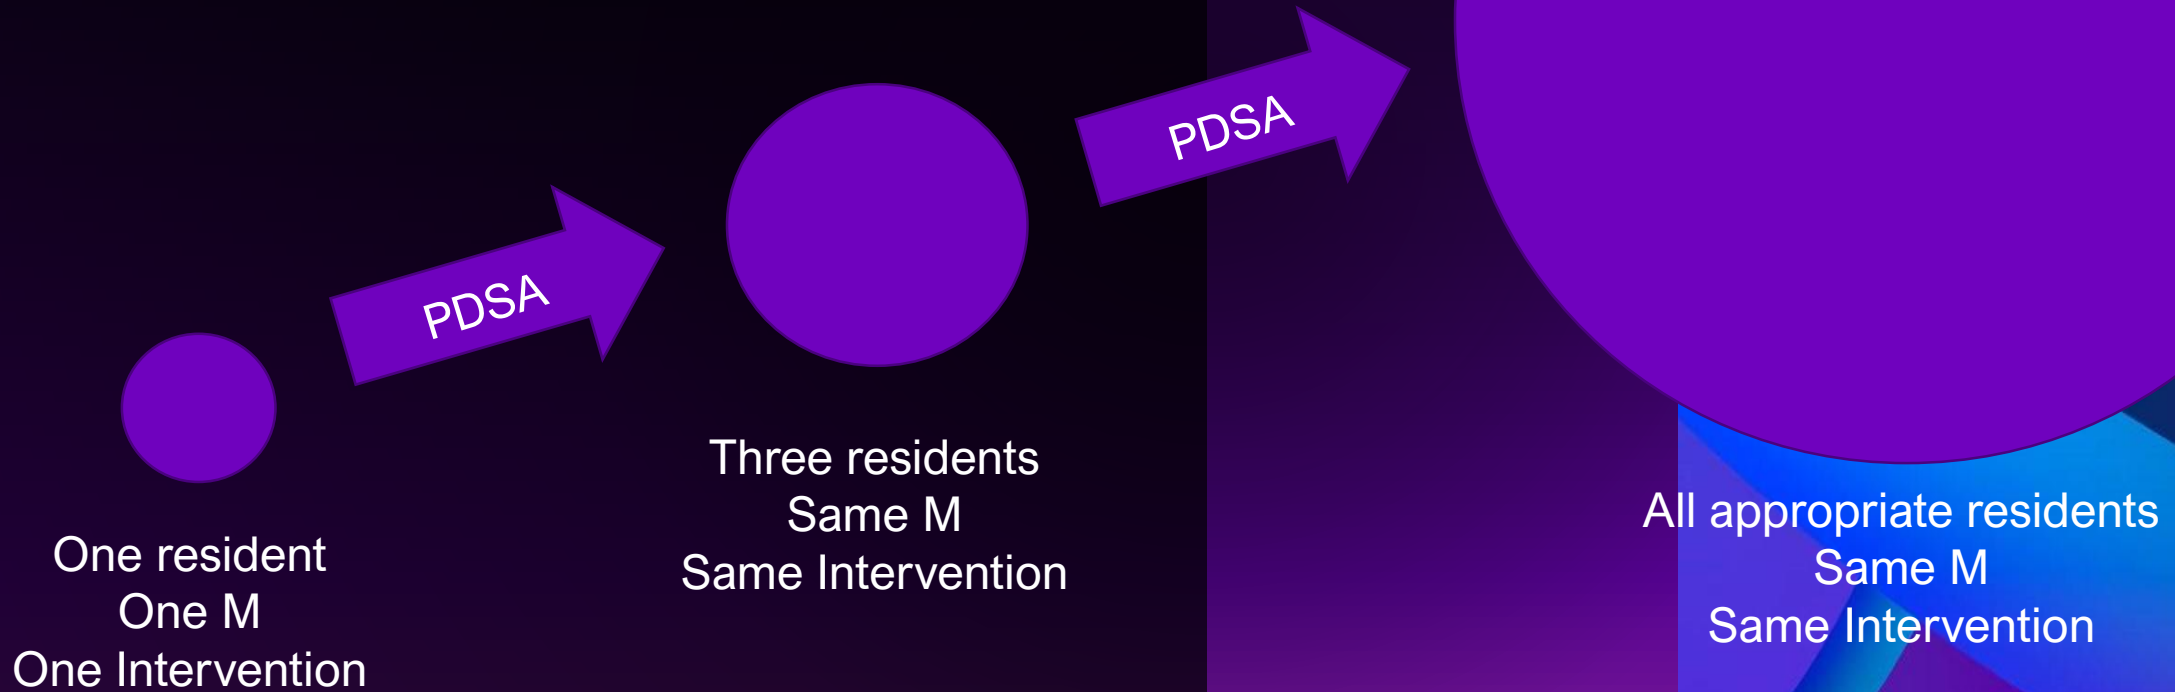 PDSA
PDSA
One resident
One M
One Intervention
Three residents
Same M
Same Intervention
All appropriate residents
Same M
Same Intervention